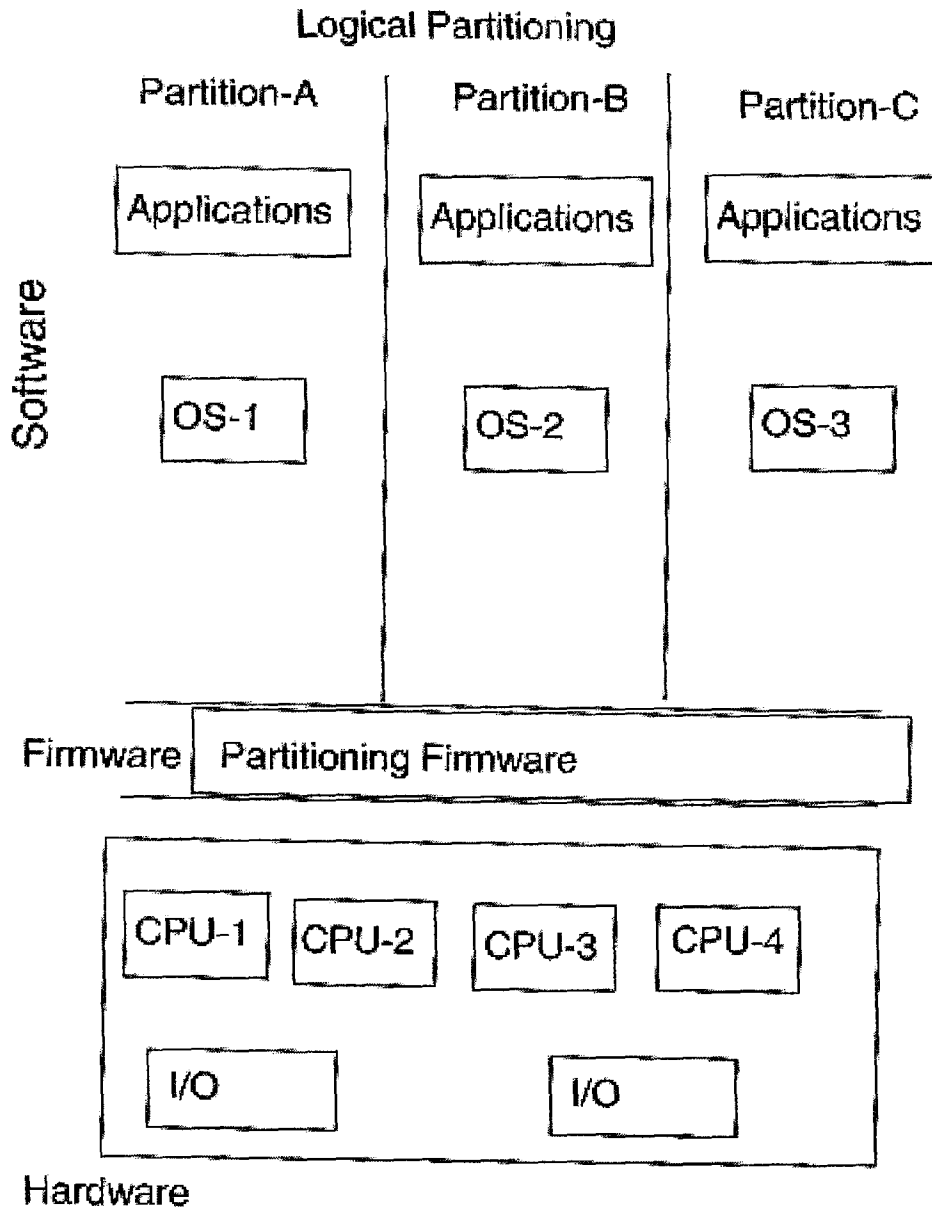 Logical Partitioning
Partition-A
Partition-B
Partition-C
Applications
Applications
Applications
Software
OS-1
OS-2
OS-3
Firmware
Partitioning Firmware
CPU-1
CPU-2
CPU-3
CPU-4
I/O
I/O
Hardware